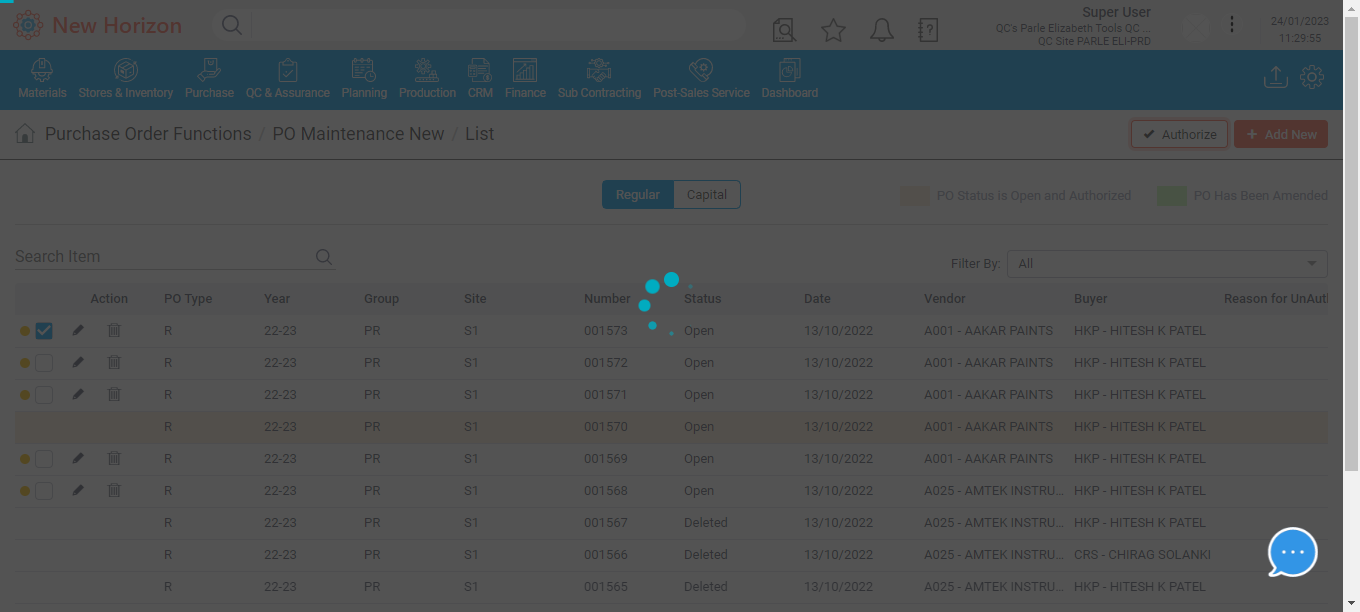 New Horizon
Super User
QC's Parle Elizabeth Tools QC ...
QC Site PARLE ELI-PRD
24/01/2023
11:29:55
Materials Stores & Inventory Purchase QC & Assurance Planning Production CRM Finance Sub Contracting Post-Sales Service Dashboard
Purchase Order Functions / PO Maintenance New / List
Authorize
+ Add New
Regular Capital
PO Status is Open and Authorized PO Has Been Amended
Search Item
Filter By: All
Action PO Type Year Group Site Number Status Date Vendor Buyer Reason for UnAut
R 22-23 PR S1 001573 Open 13/10/2022 A001 - AAKAR PAINTS HKP - HITESH K PATEL
R 22-23 PR S1 001572 Open 13/10/2022 A001 - AAKAR PAINTS HKP - HITESH K PATEL
R 22-23 PR S1 001571 Open 13/10/2022 A001 - AAKAR PAINTS HKP - HITESH K PATEL
R 22-23 PR S1 001570 Open 13/10/2022 A001 - AAKAR PAINTS HKP - HITESH K PATEL
R 22-23 PR S1 001569 Open 13/10/2022 A001 - AAKAR PAINTS HKP - HITESH K PATEL
R 22-23 PR S1 001568 Open 13/10/2022 A025 - AMTEK INSTRU... HKP - HITESH K PATEL
R 22-23 PR S1 001567 Deleted 13/10/2022 A025 - AMTEK INSTRU... HKP - HITESH K PATEL
R 22-23 PR S1 001566 Deleted 13/10/2022 A025 - AMTEK INSTRU... CRS - CHIRAG SOLANKI
R 22-23 PR S1 001565 Deleted 13/10/2022 A025 - AMTEK INSTRU... HKP - HITESH K PATEL